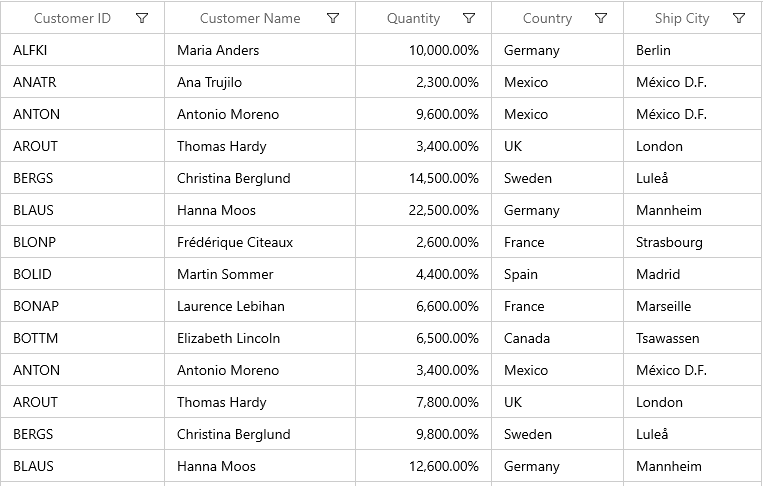 Customer ID Customer Name Quantity Country Ship City
ALFKI Maria Anders 10,000.00% Germany Berlin
ANATR Ana Trujilo 2,300.00% Mexico México D.F.
ANTON Antonio Moreno 9,600.00% Mexico México D.F.
AROUT Thomas Hardy 3,400.00% UK London
BERGS Christina Berglund 14,500.00% Sweden Luleå
BLAUS Hanna Moos 22,500.00% Germany Mannheim
BLONP Frédérique Citeaux 2,600.00% France Strasbourg
BOLID Martin Sommer 4,400.00% Spain Madrid
BONAP Laurence Lebihan 6,600.00% France Marseille
BOTTM Elizabeth Lincoln 6,500.00% Canada Tsawassen
ANTON Antonio Moreno 3,400.00% Mexico México D.F.
AROUT Thomas Hardy 7,800.00% UK London
BERGS Christina Berglund 9,800.00% Sweden Luleå
BLAUS Hanna Moos 12,600.00% Germany Mannheim